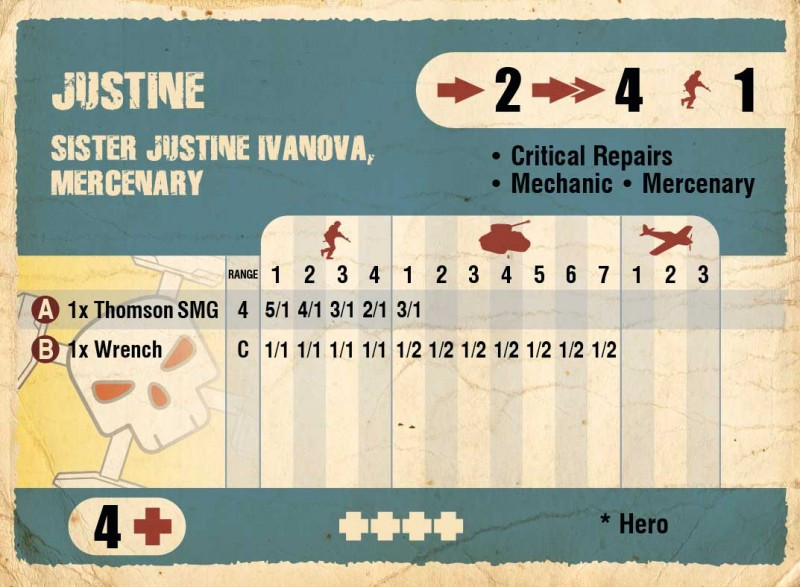 JUSTINE
2 4 1
SISTER JUSTINE IVANOVA,
MERCENARY
• Critical Repairs
• Mechanic • Mercenary
RANGE 1 2 3 4 1 2 3 4 5 6 7 1 2 3
A 1x Thomson SMG 4 5/1 4/1 3/1 2/1 3/1
B 1x Wrench C 1/1 1/1 1/1 1/1 1/2 1/2 1/2 1/2 1/2 1/2 1/2
4
* Hero